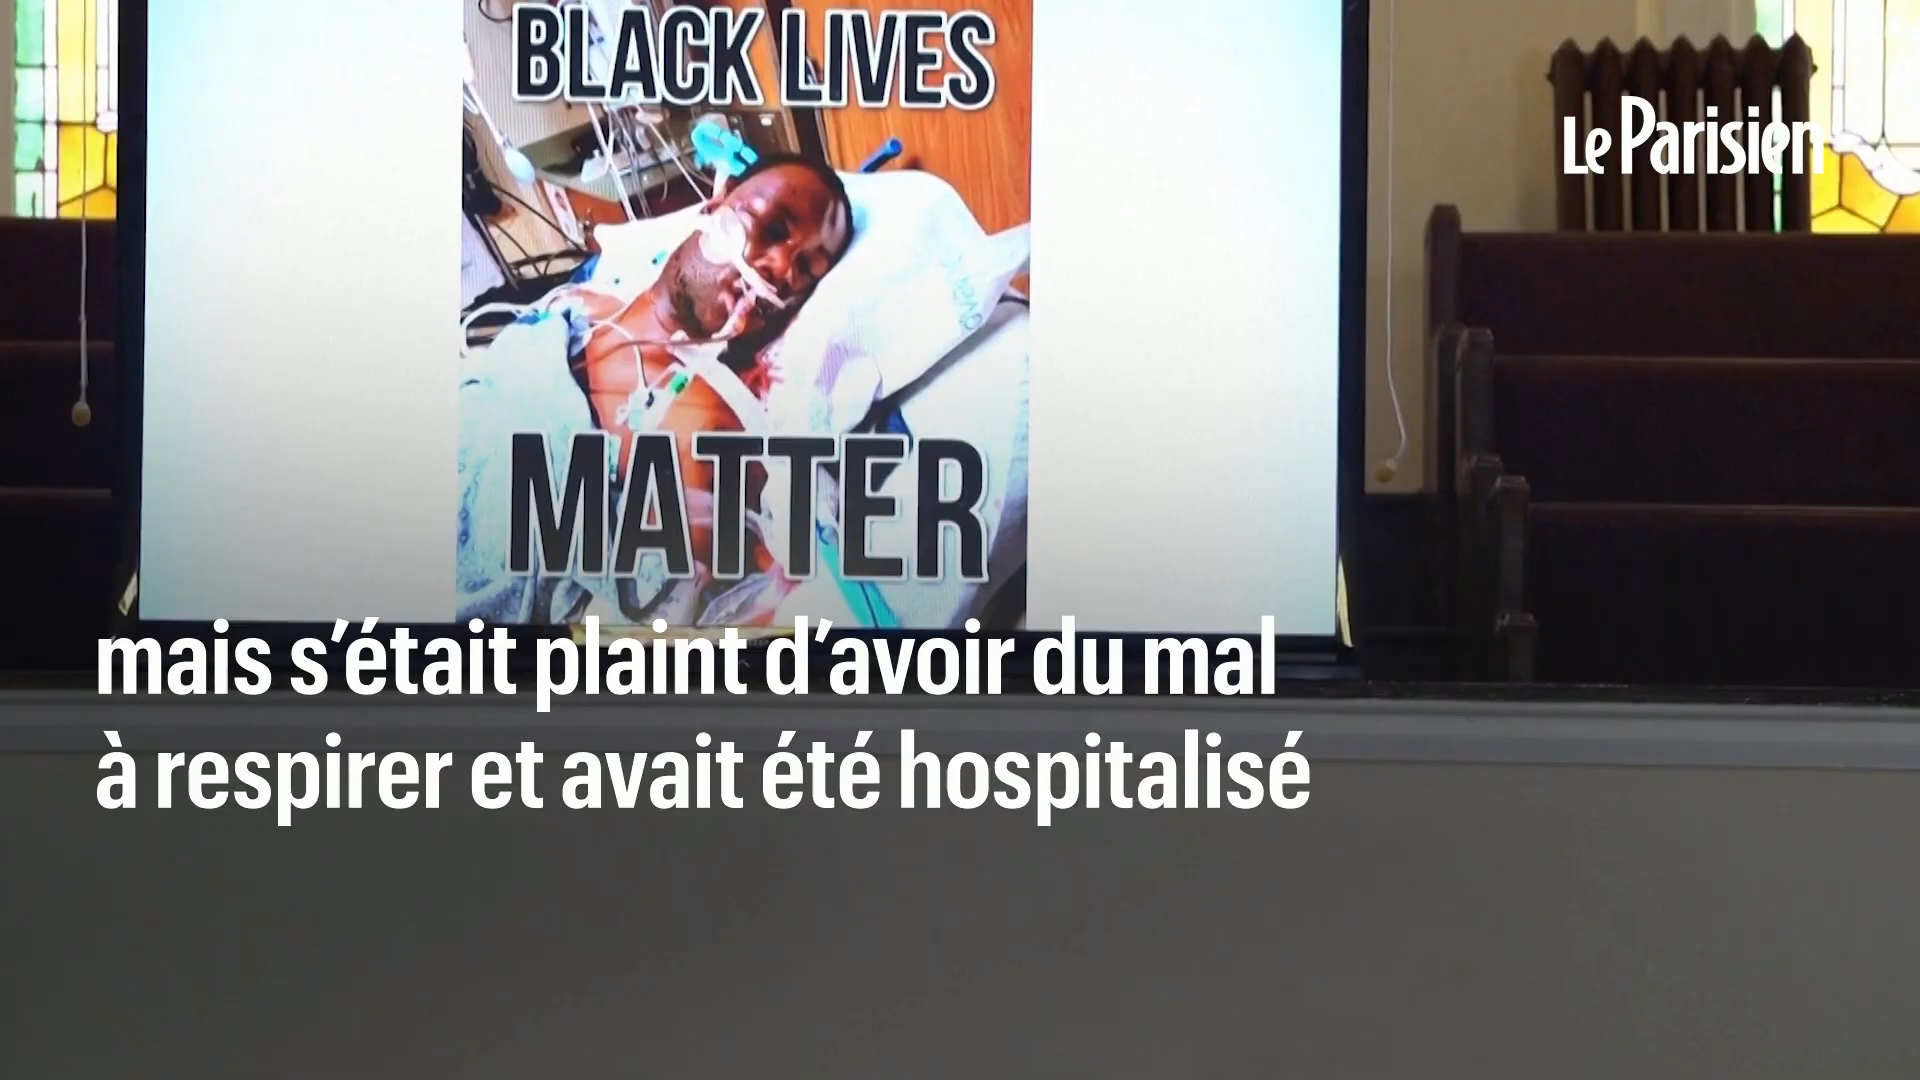 BLACK LIVES
Le Parisien
MATTER
mais s’était plaint d’avoir du mal
à respirer et avait été hospitalisé